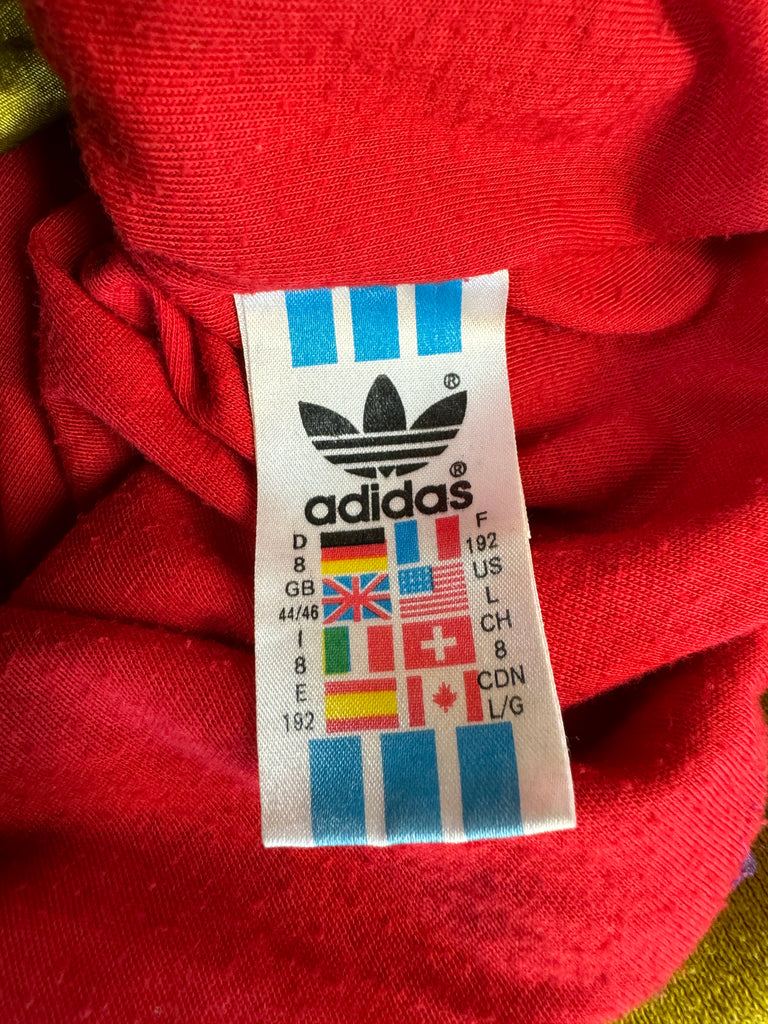 ®
adidas®
D F
8 192
GB US
44/46 L
I CH
8 8
E CDN
192 L/G